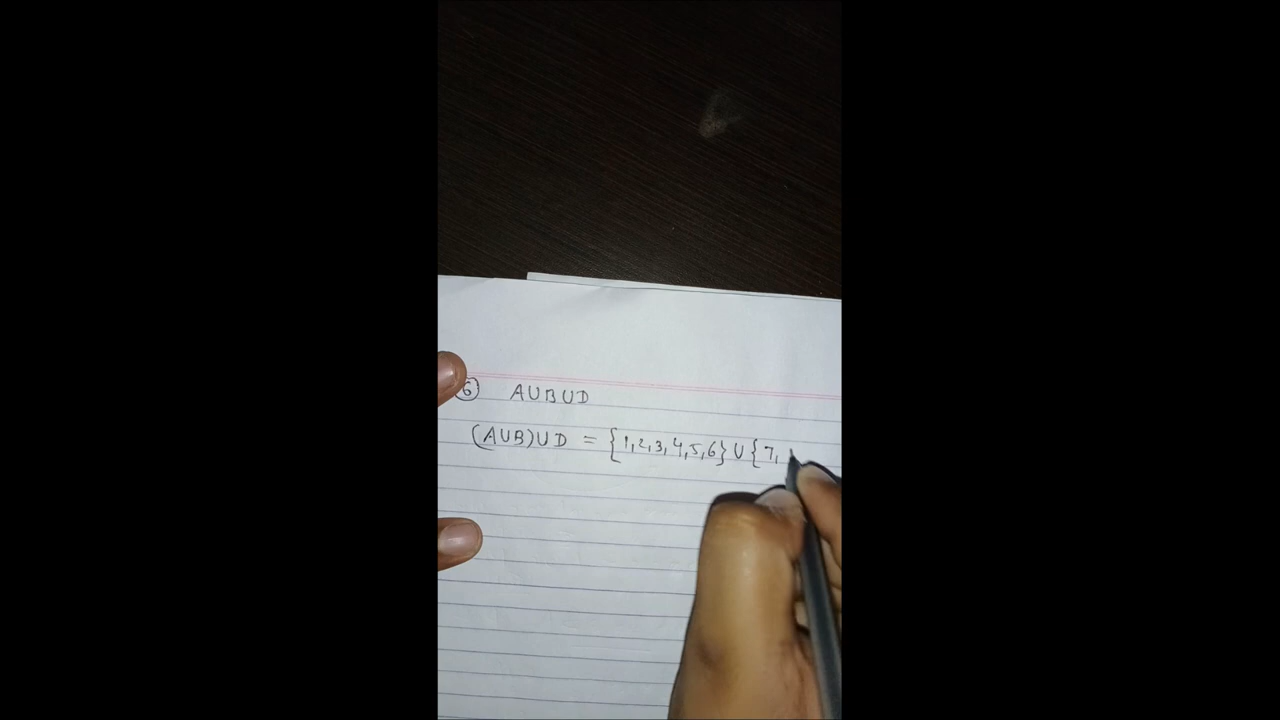 ⑥ AUBUD
(AUB)UD = {1,2,3,4,5,6} U {7,